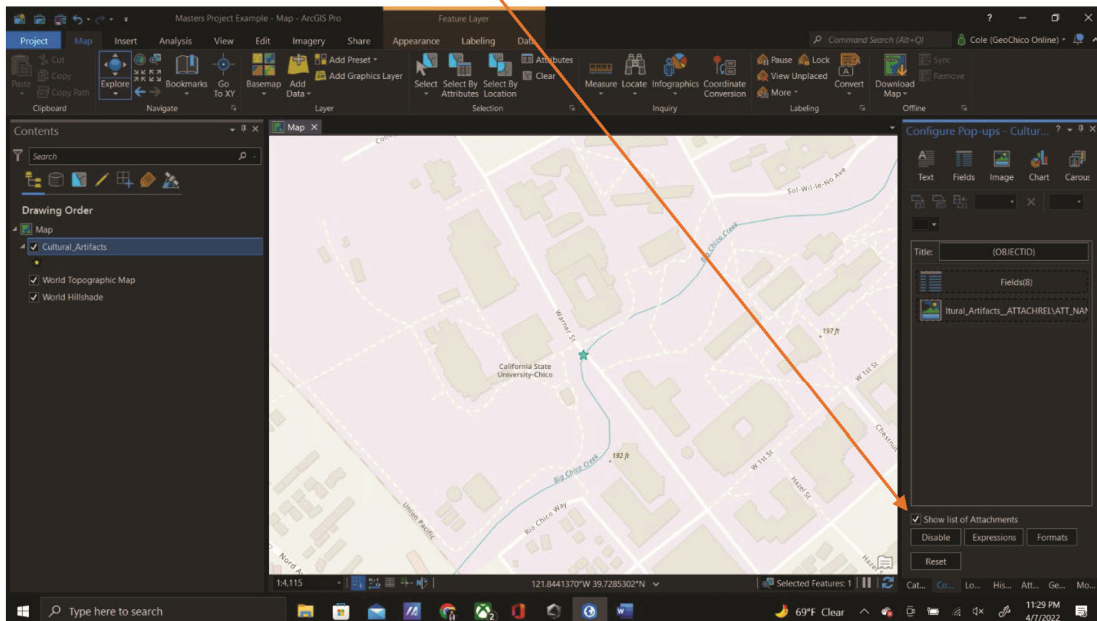 Masters Project Example - Map - ArcGIS Pro
Feature Layer
Project Map Insert Analysis View Edit Imagery Share Appearance Labeling Data
Command Search (Alt+Q)
Cole (GeoChico Online)
Paste
Cut
Copy
Copy Path
Clipboard
Explore
Bookmarks
Go To XY
Navigate
Basemap
Add Data
Add Preset
Add Graphics Layer
Layer
Select
Select By Attributes
Select By Location
Attributes
Clear
Selection
Measure
Locate
Infographics
Coordinate Conversion
Inquiry
Pause
Lock
View Unplaced
More
Convert
Labeling
Download Map
Sync
Remove
Offline
Contents
Search
Drawing Order
Map
Cultural_Artifacts
World Topographic Map
World Hillshade
Map
Sol-Wil-le-No Ave
Big Chico Creek
Warner St
197 ft
California State
University-Chico
W 1st St
Chestnut
192 ft
Big Chico Creek
W 1st St
Hazel St
Rio Chico Way
Union Pacific
Nord A
Hazel
1:4,115
121.8441370°W 39.7285302°N
Selected Features: 1
Configure Pop-ups - Cultur...
Text
Fields
Image
Chart
Carous
Title:
{OBJECTID}
Fields(8)
ltural_Artifacts__ATTACHREL\ATT_NAM
Show list of Attachments
Disable
Expressions
Formats
Reset
Cat... Co... Lo... His... Att... Ge... Mo...
Type here to search
69°F Clear
11:29 PM
4/7/2022